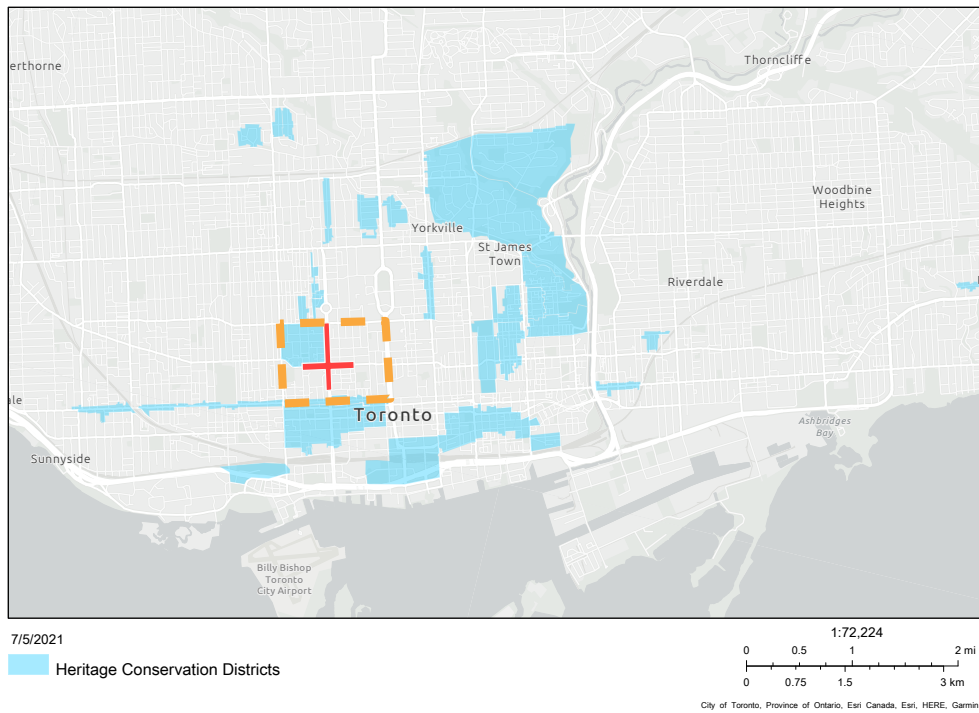 Thorncliffe
erthorne
Woodbine
Heights
Yorkville
St James
Town
Riverdale
ale
Toronto
Ashbridges
Bay
Sunnyside
Billy Bishop
Toronto
City Airport
7/5/2021
Heritage Conservation Districts
1:72,224
0 0.5 1 2 mi
0 0.75 1.5 3 km
City of Toronto, Province of Ontario, Esri Canada, Esri, HERE, Garmin